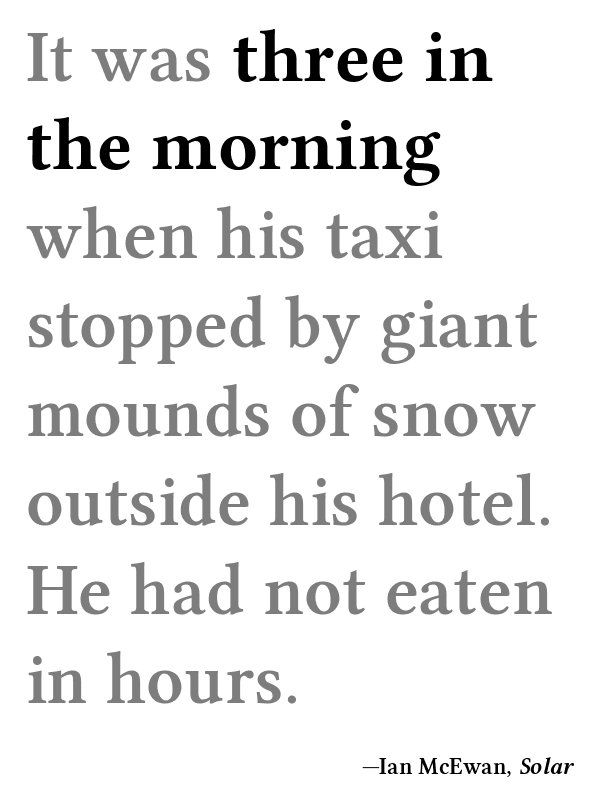 It was three in
the morning
when his taxi
stopped by giant
mounds of snow
outside his hotel.
He had not eaten
in hours.
—Ian McEwan, Solar